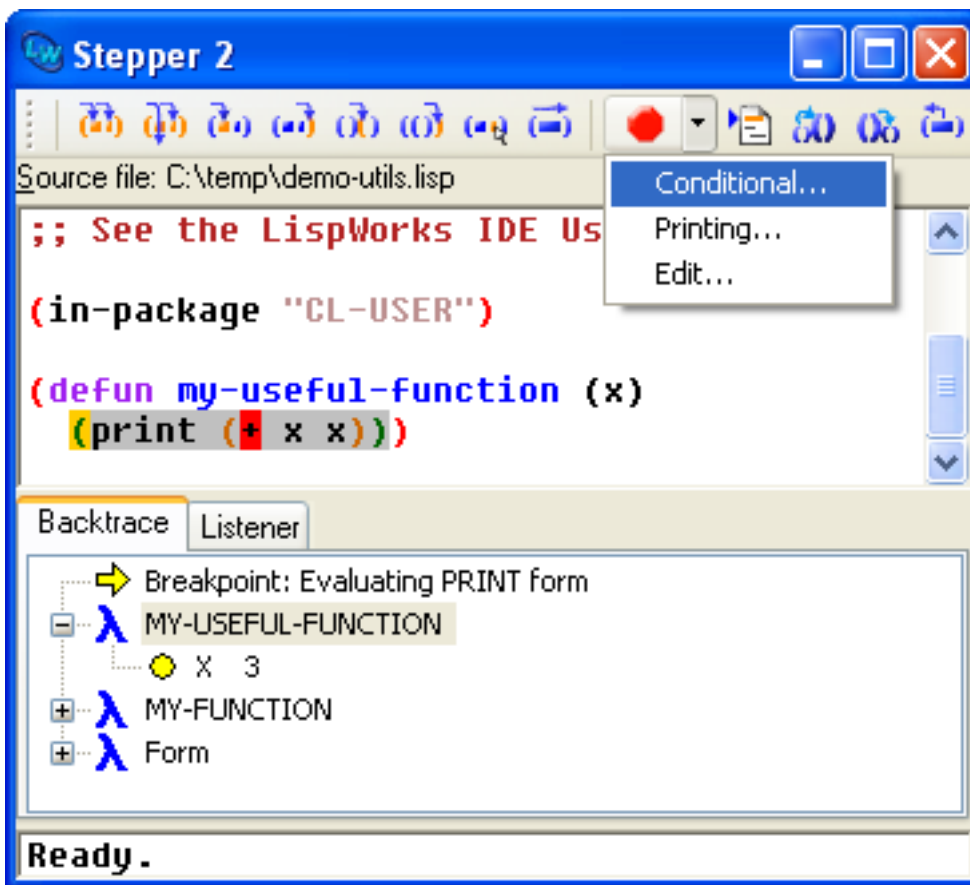 Stepper 2
Source file: C:\temp\demo-utils.lisp
Conditional...
Printing...
Edit...
;; See the LispWorks IDE Us
(in-package "CL-USER")
(defun my-useful-function (x)
(print (+ x x)))
Backtrace Listener
Breakpoint: Evaluating PRINT form
λ MY-USEFUL-FUNCTION
X 3
λ MY-FUNCTION
λ Form
Ready.